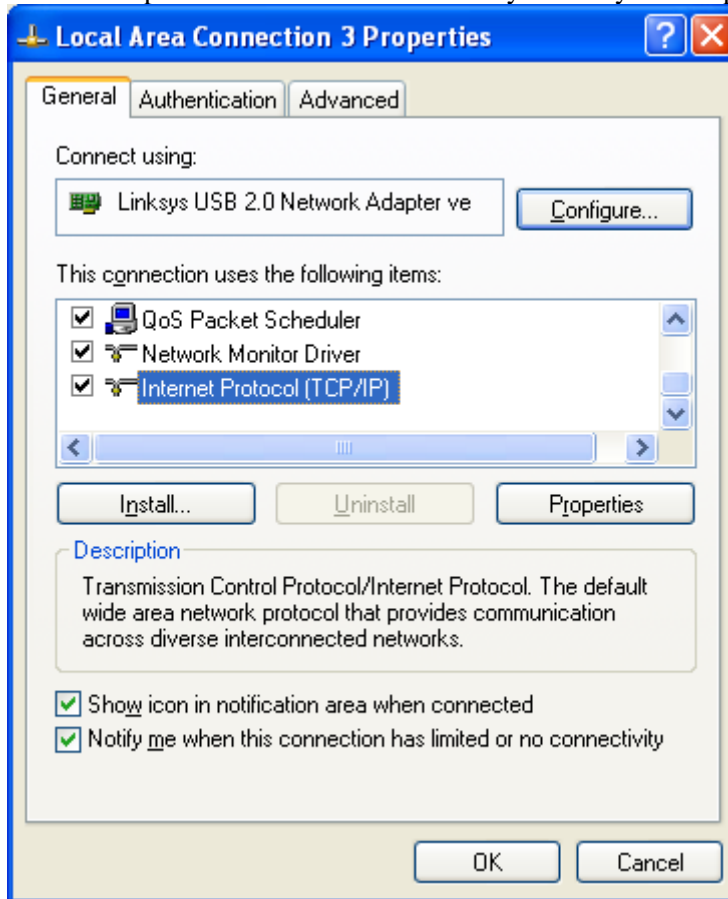 Local Area Connection 3 Properties
General Authentication Advanced
Connect using:
Linksys USB 2.0 Network Adapter ve
Configure...
This connection uses the following items:
QoS Packet Scheduler
Network Monitor Driver
Internet Protocol (TCP/IP)
Install... Uninstall Properties
Description
Transmission Control Protocol/Internet Protocol. The default
wide area network protocol that provides communication
across diverse interconnected networks.
Show icon in notification area when connected
Notify me when this connection has limited or no connectivity
OK Cancel